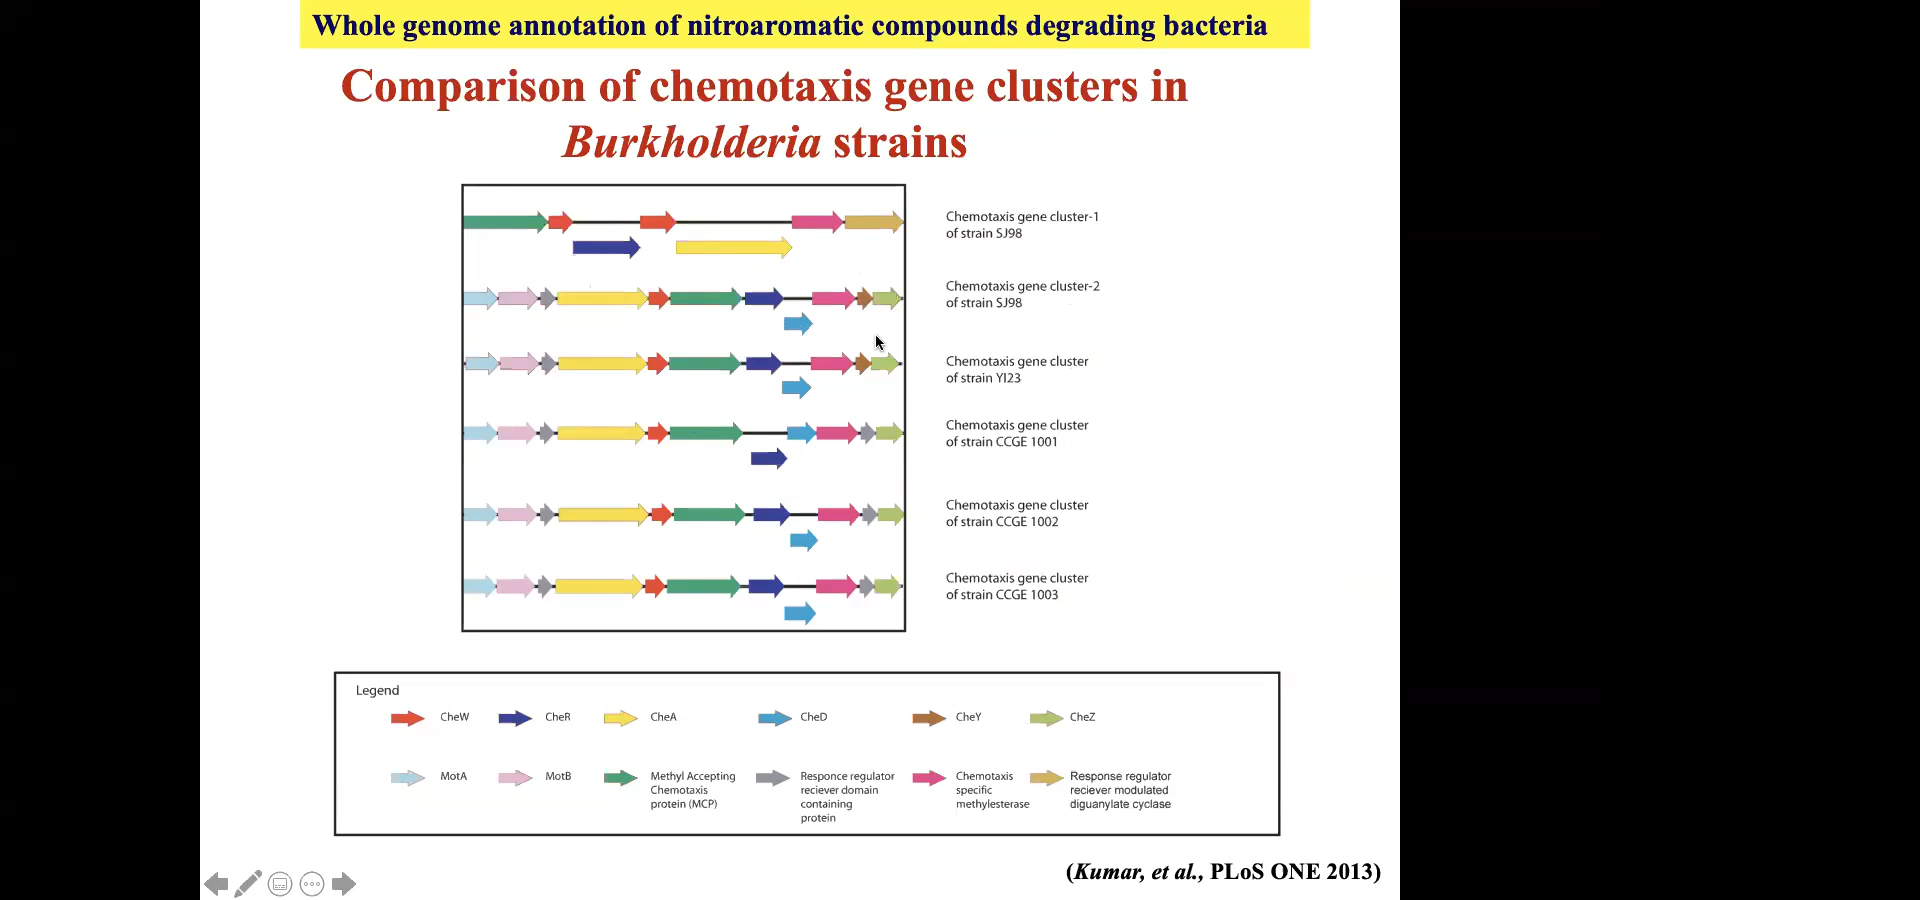 Whole genome annotation of nitroaromatic compounds degrading bacteria
Comparison of chemotaxis gene clusters in
Burkholderia strains
Chemotaxis gene cluster-1
of strain SJ98
Chemotaxis gene cluster-2
of strain SJ98
Chemotaxis gene cluster
of strain YI23
Chemotaxis gene cluster
of strain CCGE 1001
Chemotaxis gene cluster
of strain CCGE 1002
Chemotaxis gene cluster
of strain CCGE 1003
Legend
CheW
CheR
CheA
CheD
CheY
CheZ
MotA
MotB
Methyl Accepting
Chemotaxis
protein (MCP)
Responce regulator
reciever domain
containing
protein
Chemotaxis
specific
methylesterase
Response regulator
reciever modulated
diguanylate cyclase
(Kumar, et al., PLoS ONE 2013)